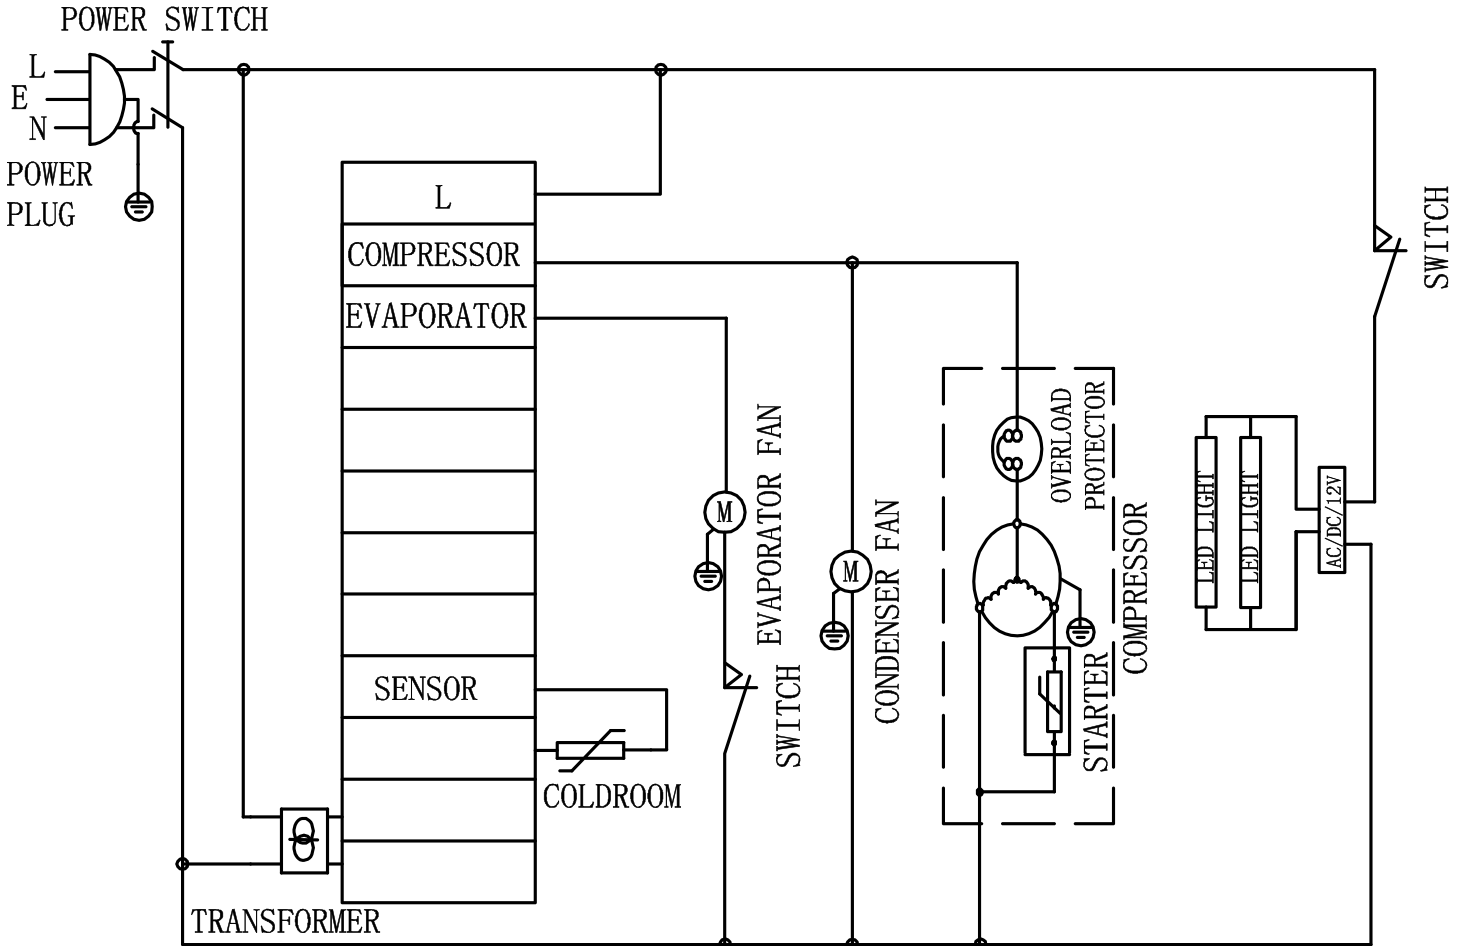 POWER SWITCH
L
E
N
POWER
PLUG
L
COMPRESSOR
EVAPORATOR
SENSOR
COLDROOM
TRANSFORMER
M
EVAPORATOR FAN
SWITCH
M
CONDENSER FAN
OVERLOAD
PROTECTOR
STARTER
COMPRESSOR
LED LIGHT
LED LIGHT
AC/DC/12V
SWITCH